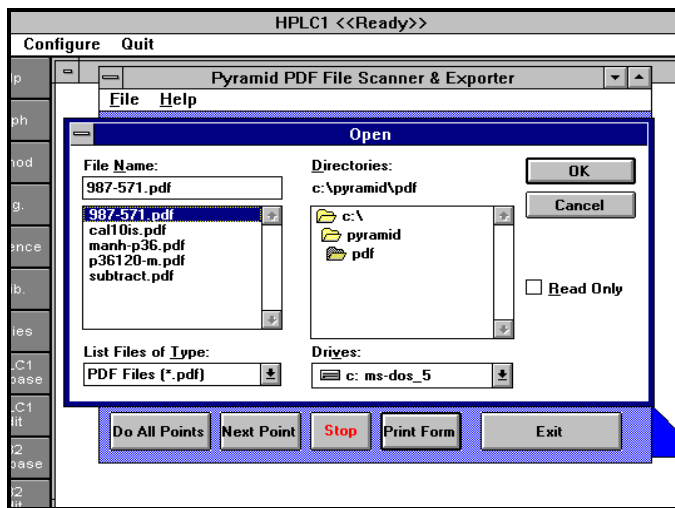 HPLC1 <<Ready>>
Configure Quit
Pyramid PDF File Scanner & Exporter
File Help
Open
File Name:
987-571.pdf
987-571.pdf
cal10is.pdf
manh-p36.pdf
p36120-m.pdf
subtract.pdf
List Files of Type:
PDF Files (*.pdf)
Directories:
c:\pyramid\pdf
c:\
pyramid
pdf
Drives:
c: ms-dos_5
OK
Cancel
Read Only
Do All Points Next Point Stop Print Form Exit